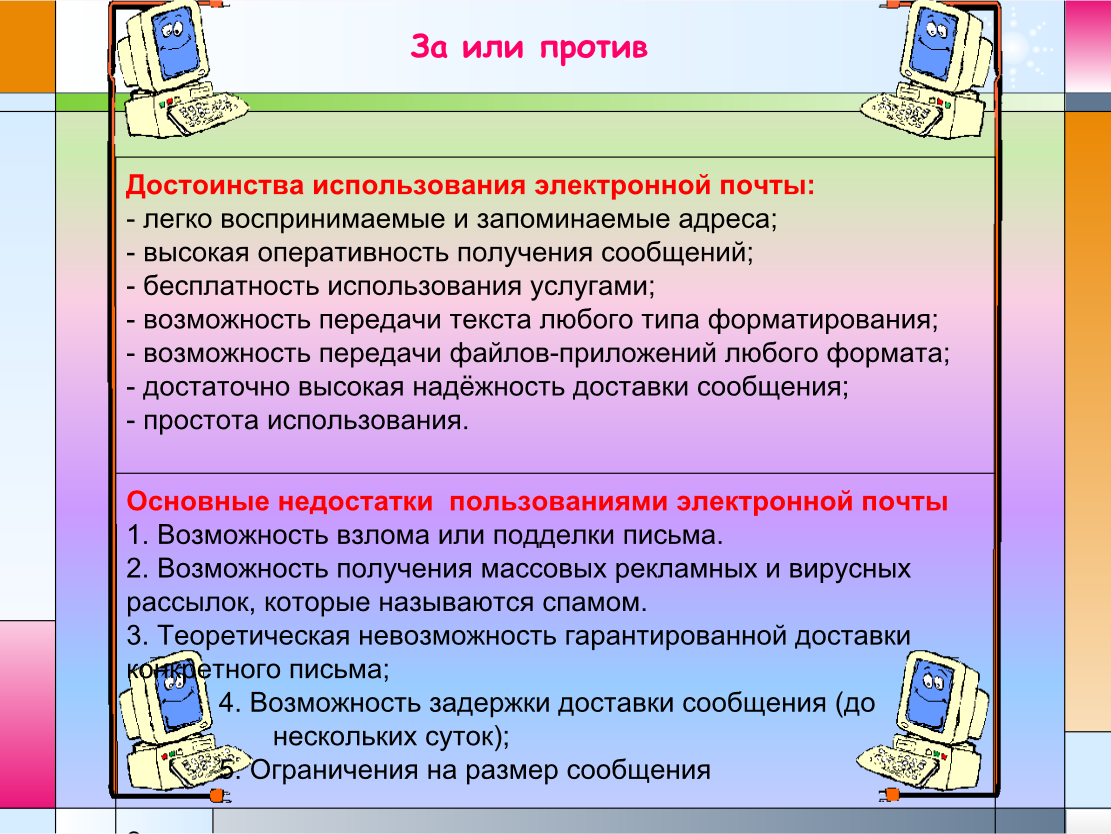 За или против
Достоинства использования электронной почты:
- легко воспринимаемые и запоминаемые адреса;
- высокая оперативность получения сообщений;
- бесплатность использования услугами;
- возможность передачи текста любого типа форматирования;
- возможность передачи файлов-приложений любого формата;
- достаточно высокая надёжность доставки сообщения;
- простота использования.
Основные недостатки  пользованиями электронной почты
1. Возможность взлома или подделки письма.
2. Возможность получения массовых рекламных и вирусных
рассылок, которые называются спамом.
3. Теоретическая невозможность гарантированной доставки
конкретного письма;
4. Возможность задержки доставки сообщения (до
нескольких суток);
5. Ограничения на размер сообщения